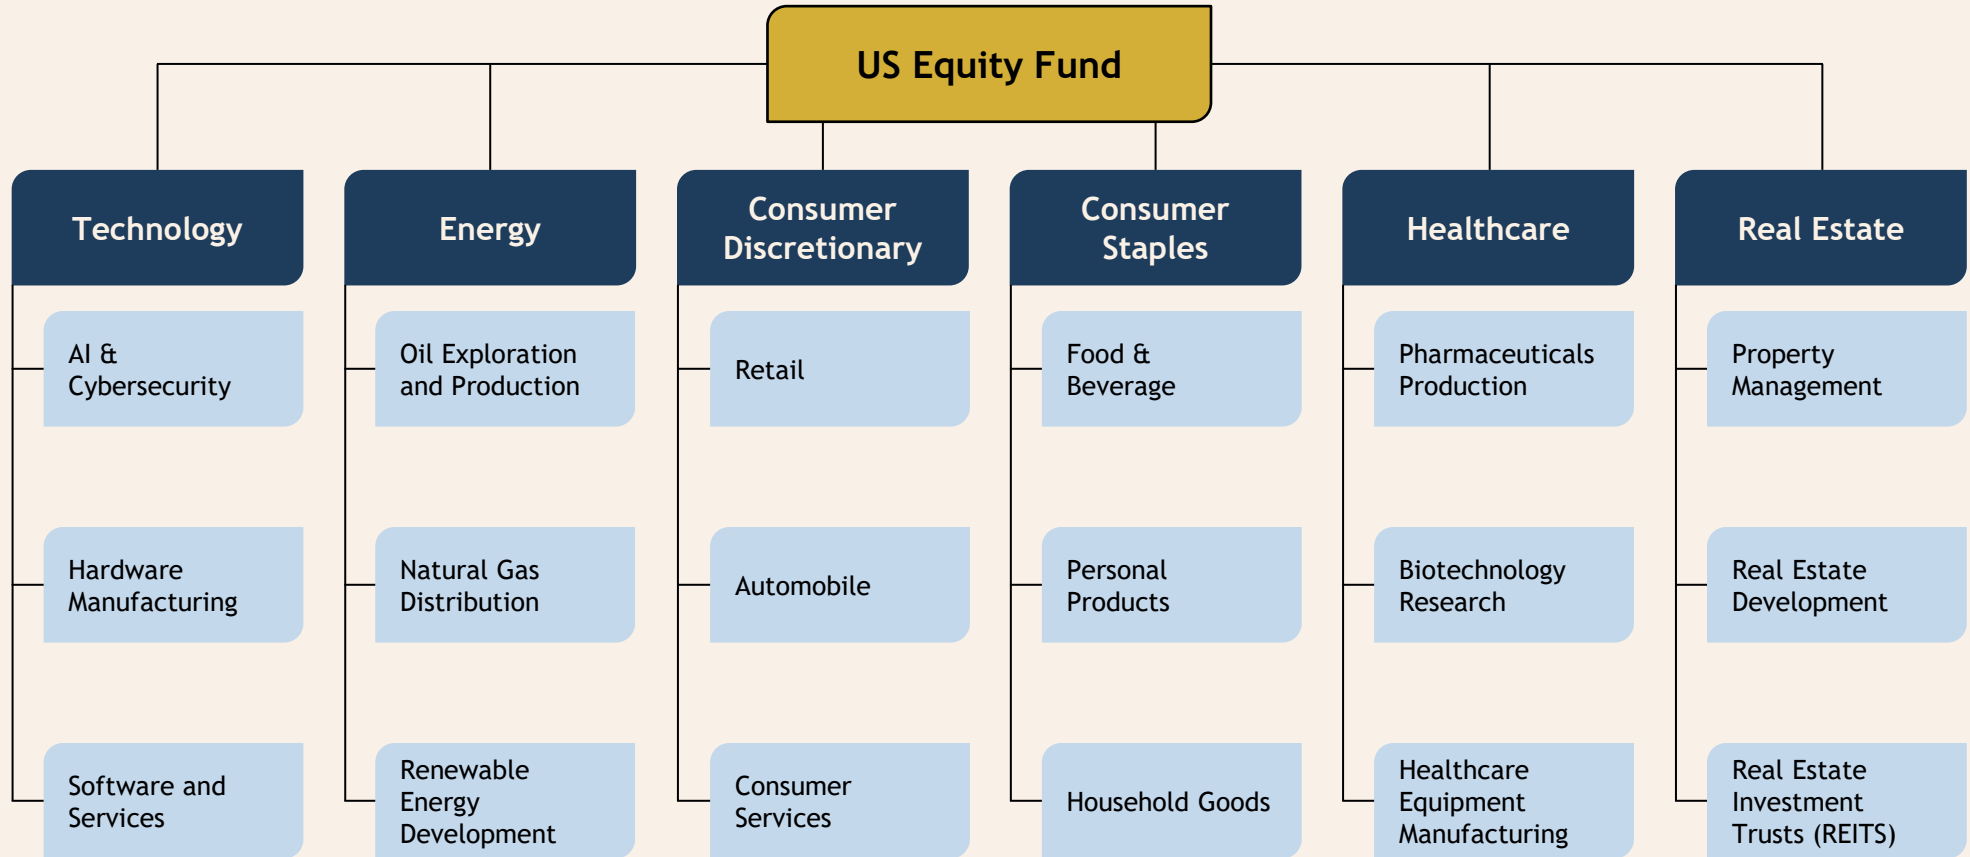 US Equity Fund
Technology
Energy
Consumer
Discretionary
Consumer
Staples
Healthcare
Real Estate
AI &
Cybersecurity
Oil Exploration
and Production
Retail
Food &
Beverage
Pharmaceuticals
Production
Property
Management
Hardware
Manufacturing
Natural Gas
Distribution
Automobile
Personal
Products
Biotechnology
Research
Real Estate
Development
Software and
Services
Renewable
Energy
Development
Consumer
Services
Household Goods
Healthcare
Equipment
Manufacturing
Real Estate
Investment
Trusts (REITS)